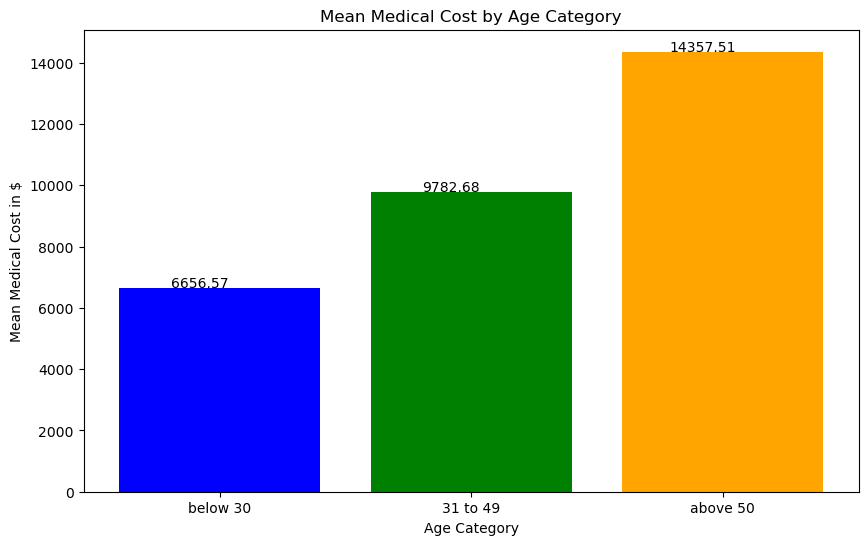 Mean Medical Cost by Age Category
Mean Medical Cost in $
14000
12000
10000
8000
6000
4000
2000
0
6656.57
9782.68
14357.51
below 30
31 to 49
above 50
Age Category